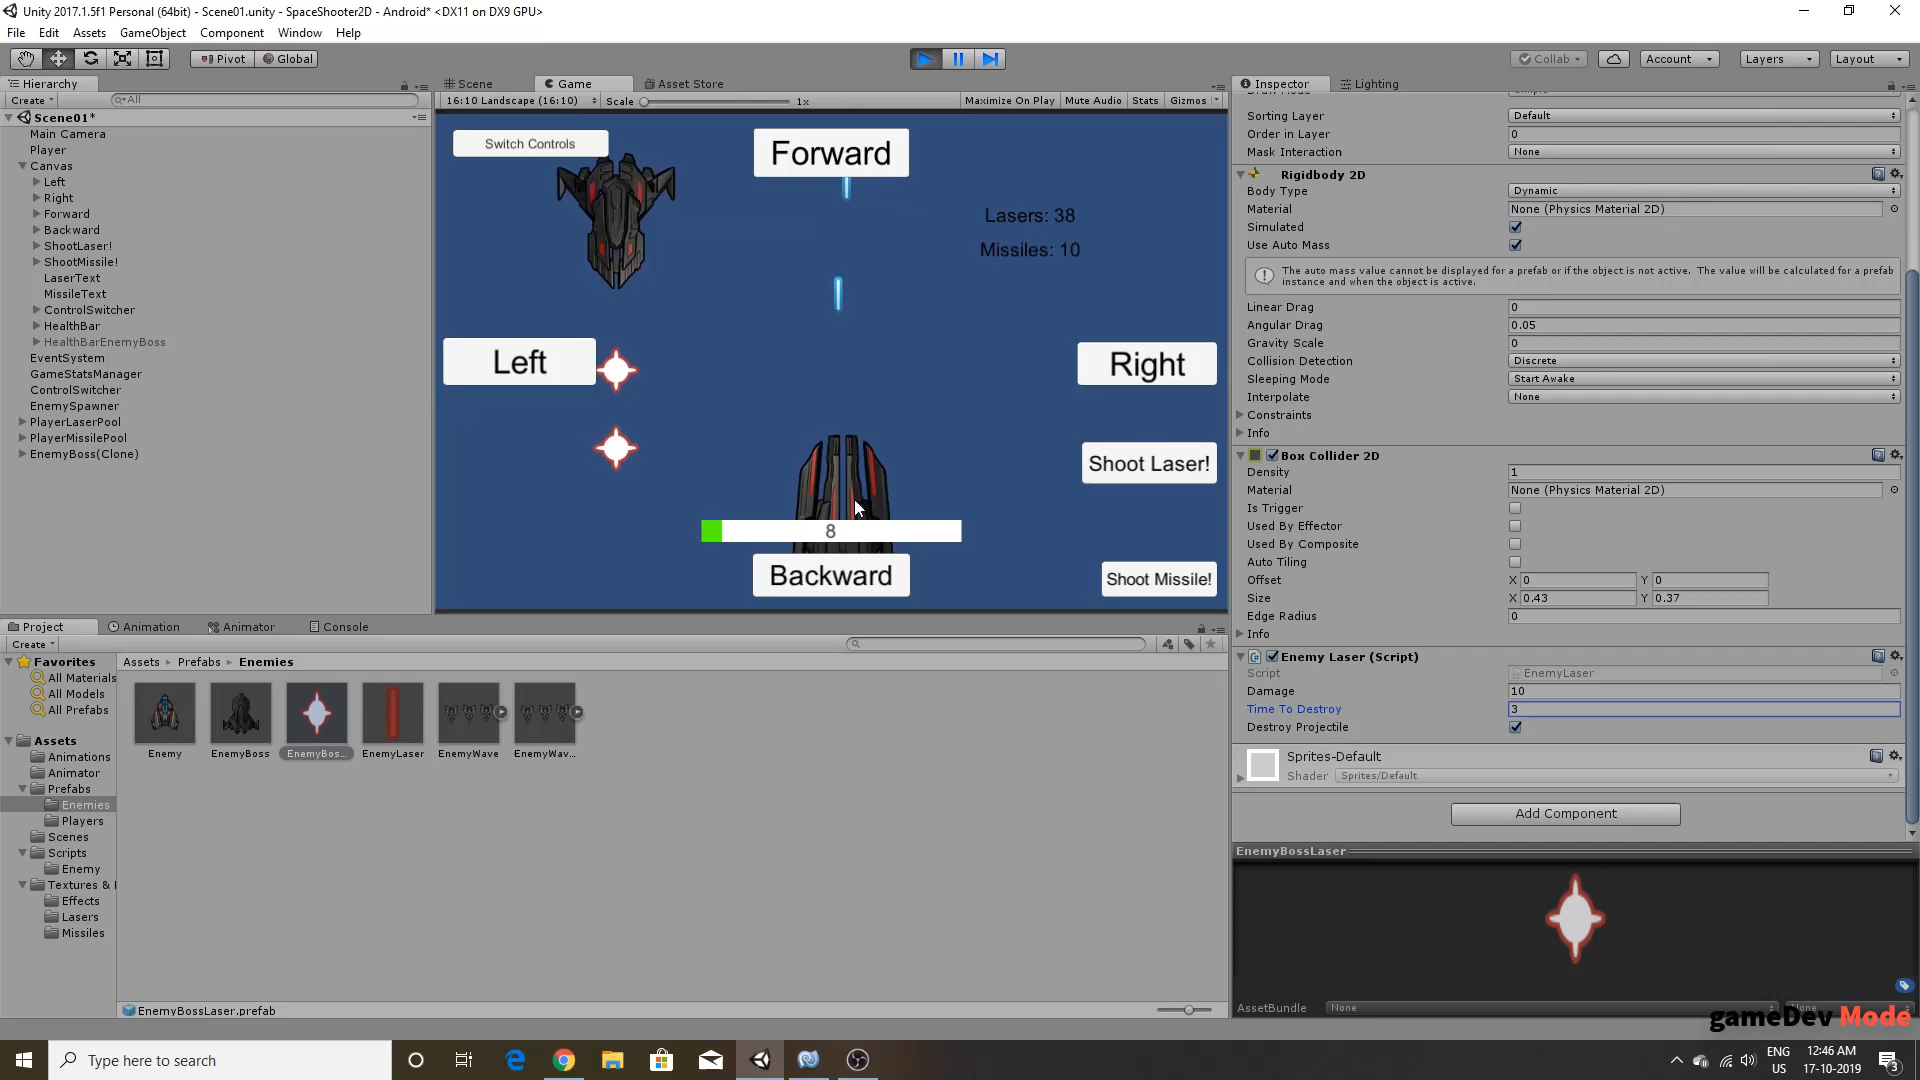 Unity 2017.1.5f1 Personal (64bit) - Scene01.unity - SpaceShooter2D - Android* <DX11 on DX9 GPU>
File Edit Assets GameObject Component Window Help
Pivot Global
Collab Account Layers Layout
Hierarchy
Create All
Scene01*
Main Camera
Player
Canvas
Left
Right
Forward
Backward
ShootLaser!
ShootMissile!
LaserText
MissileText
ControlSwitcher
HealthBar
HealthBarEnemyBoss
EventSystem
GameStatsManager
ControlSwitcher
EnemySpawner
PlayerLaserPool
PlayerMissilePool
EnemyBoss(Clone)
Scene Game Asset Store
16:10 Landscape (16:10) Scale 1x Maximize On Play Mute Audio Stats Gizmos
Switch Controls
Forward
Lasers: 38
Missiles: 10
Left
Right
Shoot Laser!
8
Backward
Shoot Missile!
Inspector Lighting
Sorting Layer Default
Order in Layer 0
Mask Interaction None
Rigidbody 2D
Body Type Dynamic
Material None (Physics Material 2D)
Simulated
Use Auto Mass
The auto mass value cannot be displayed for a prefab or if the object is not active. The value will be calculated for a prefab
instance and when the object is active.
Linear Drag 0
Angular Drag 0.05
Gravity Scale 0
Collision Detection Discrete
Sleeping Mode Start Awake
Interpolate None
Constraints
Info
Box Collider 2D
Density 1
Material None (Physics Material 2D)
Is Trigger
Used By Effector
Used By Composite
Auto Tiling
Offset X 0 Y 0
Size X 0.43 Y 0.37
Edge Radius 0
Info
Enemy Laser (Script)
Script EnemyLaser
Damage 10
Time To Destroy 3
Destroy Projectile
Sprites-Default
Shader Sprites/Default
Add Component
EnemyBossLaser
AssetBundle None None
Project Animation Animator Console
Create
Favorites
All Materials
All Models
All Prefabs
Assets
Animations
Animator
Prefabs
Enemies
Players
Scenes
Scripts
Enemy
Textures &
Effects
Lasers
Missiles
Assets Prefabs Enemies
Enemy EnemyBoss EnemyBos... EnemyLaser EnemyWave EnemyWav...
EnemyBossLaser.prefab
gameDev Mode
Type here to search
ENG
US
12:46 AM
17-10-2019
3